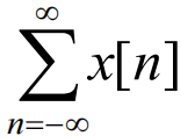 ∞
∑ x[n]
n=−∞